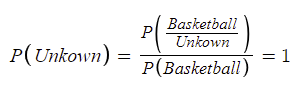 P(Unkown) = P(Basketball/Unkown) / P(Basketball) = 1